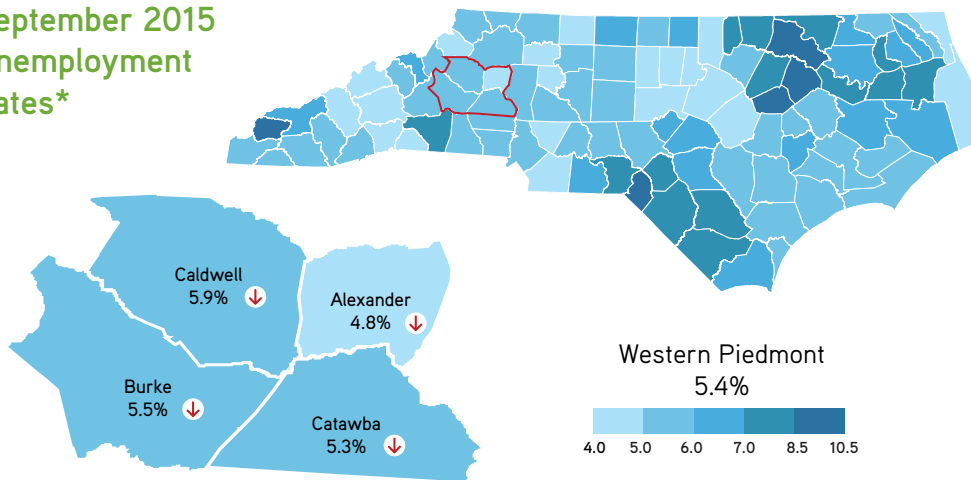 eptember 2015
nemployment
ates*
Caldwell
5.9%
Alexander
4.8%
Burke
5.5%
Catawba
5.3%
Western Piedmont
5.4%
4.0 5.0 6.0 7.0 8.5 10.5